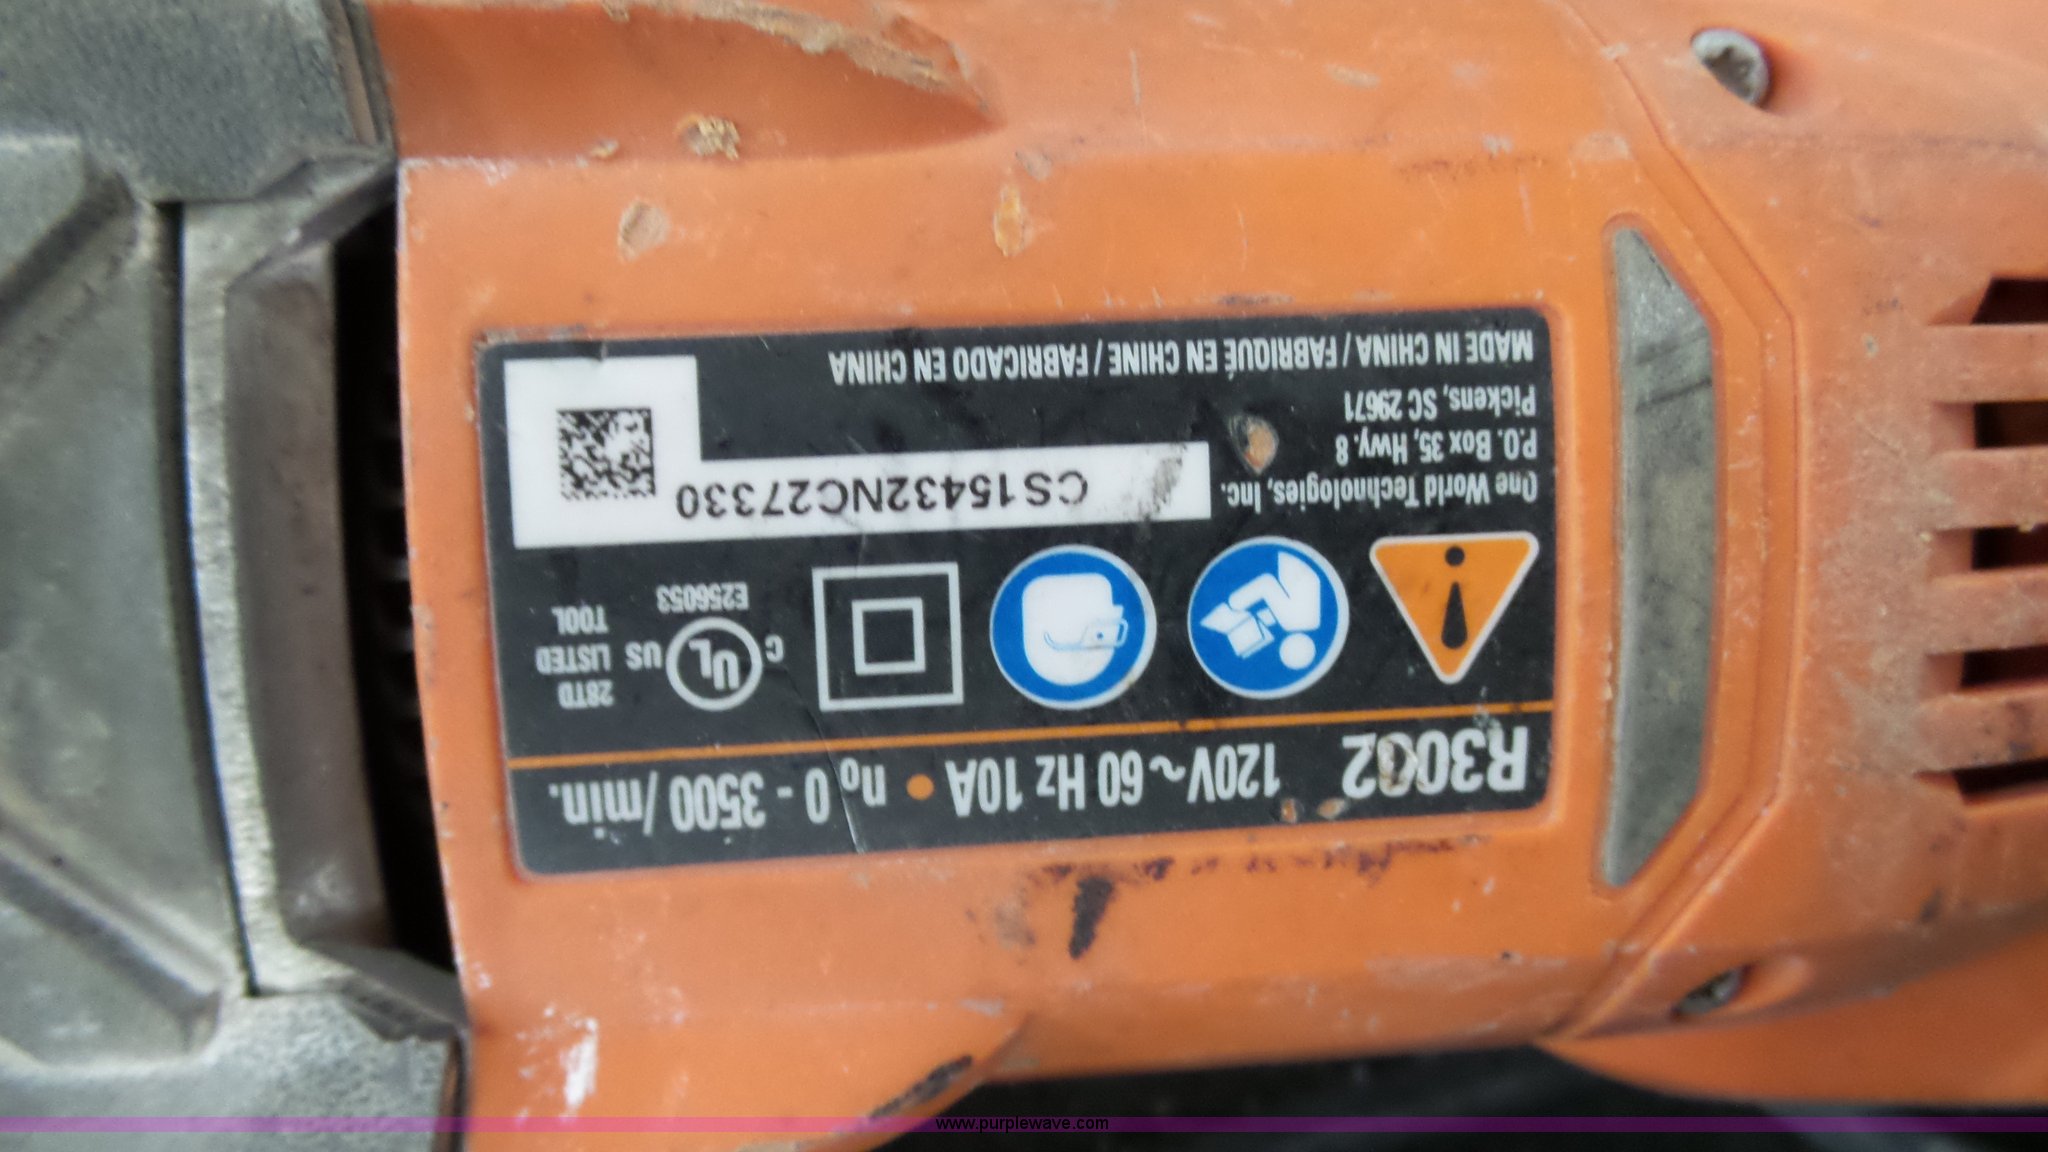 R3002 120V~ 60 Hz 10A • no 0 - 3500 /min.
C UL US
E256053
28TD
LISTED
TOOL
One World Technologies, Inc.
P.O. Box 35, Hwy. 8
Pickens, SC 29671
MADE IN CHINA / FABRIQUÉ EN CHINE / FABRICADO EN CHINA
CS15432NC27330
www.purplewave.com